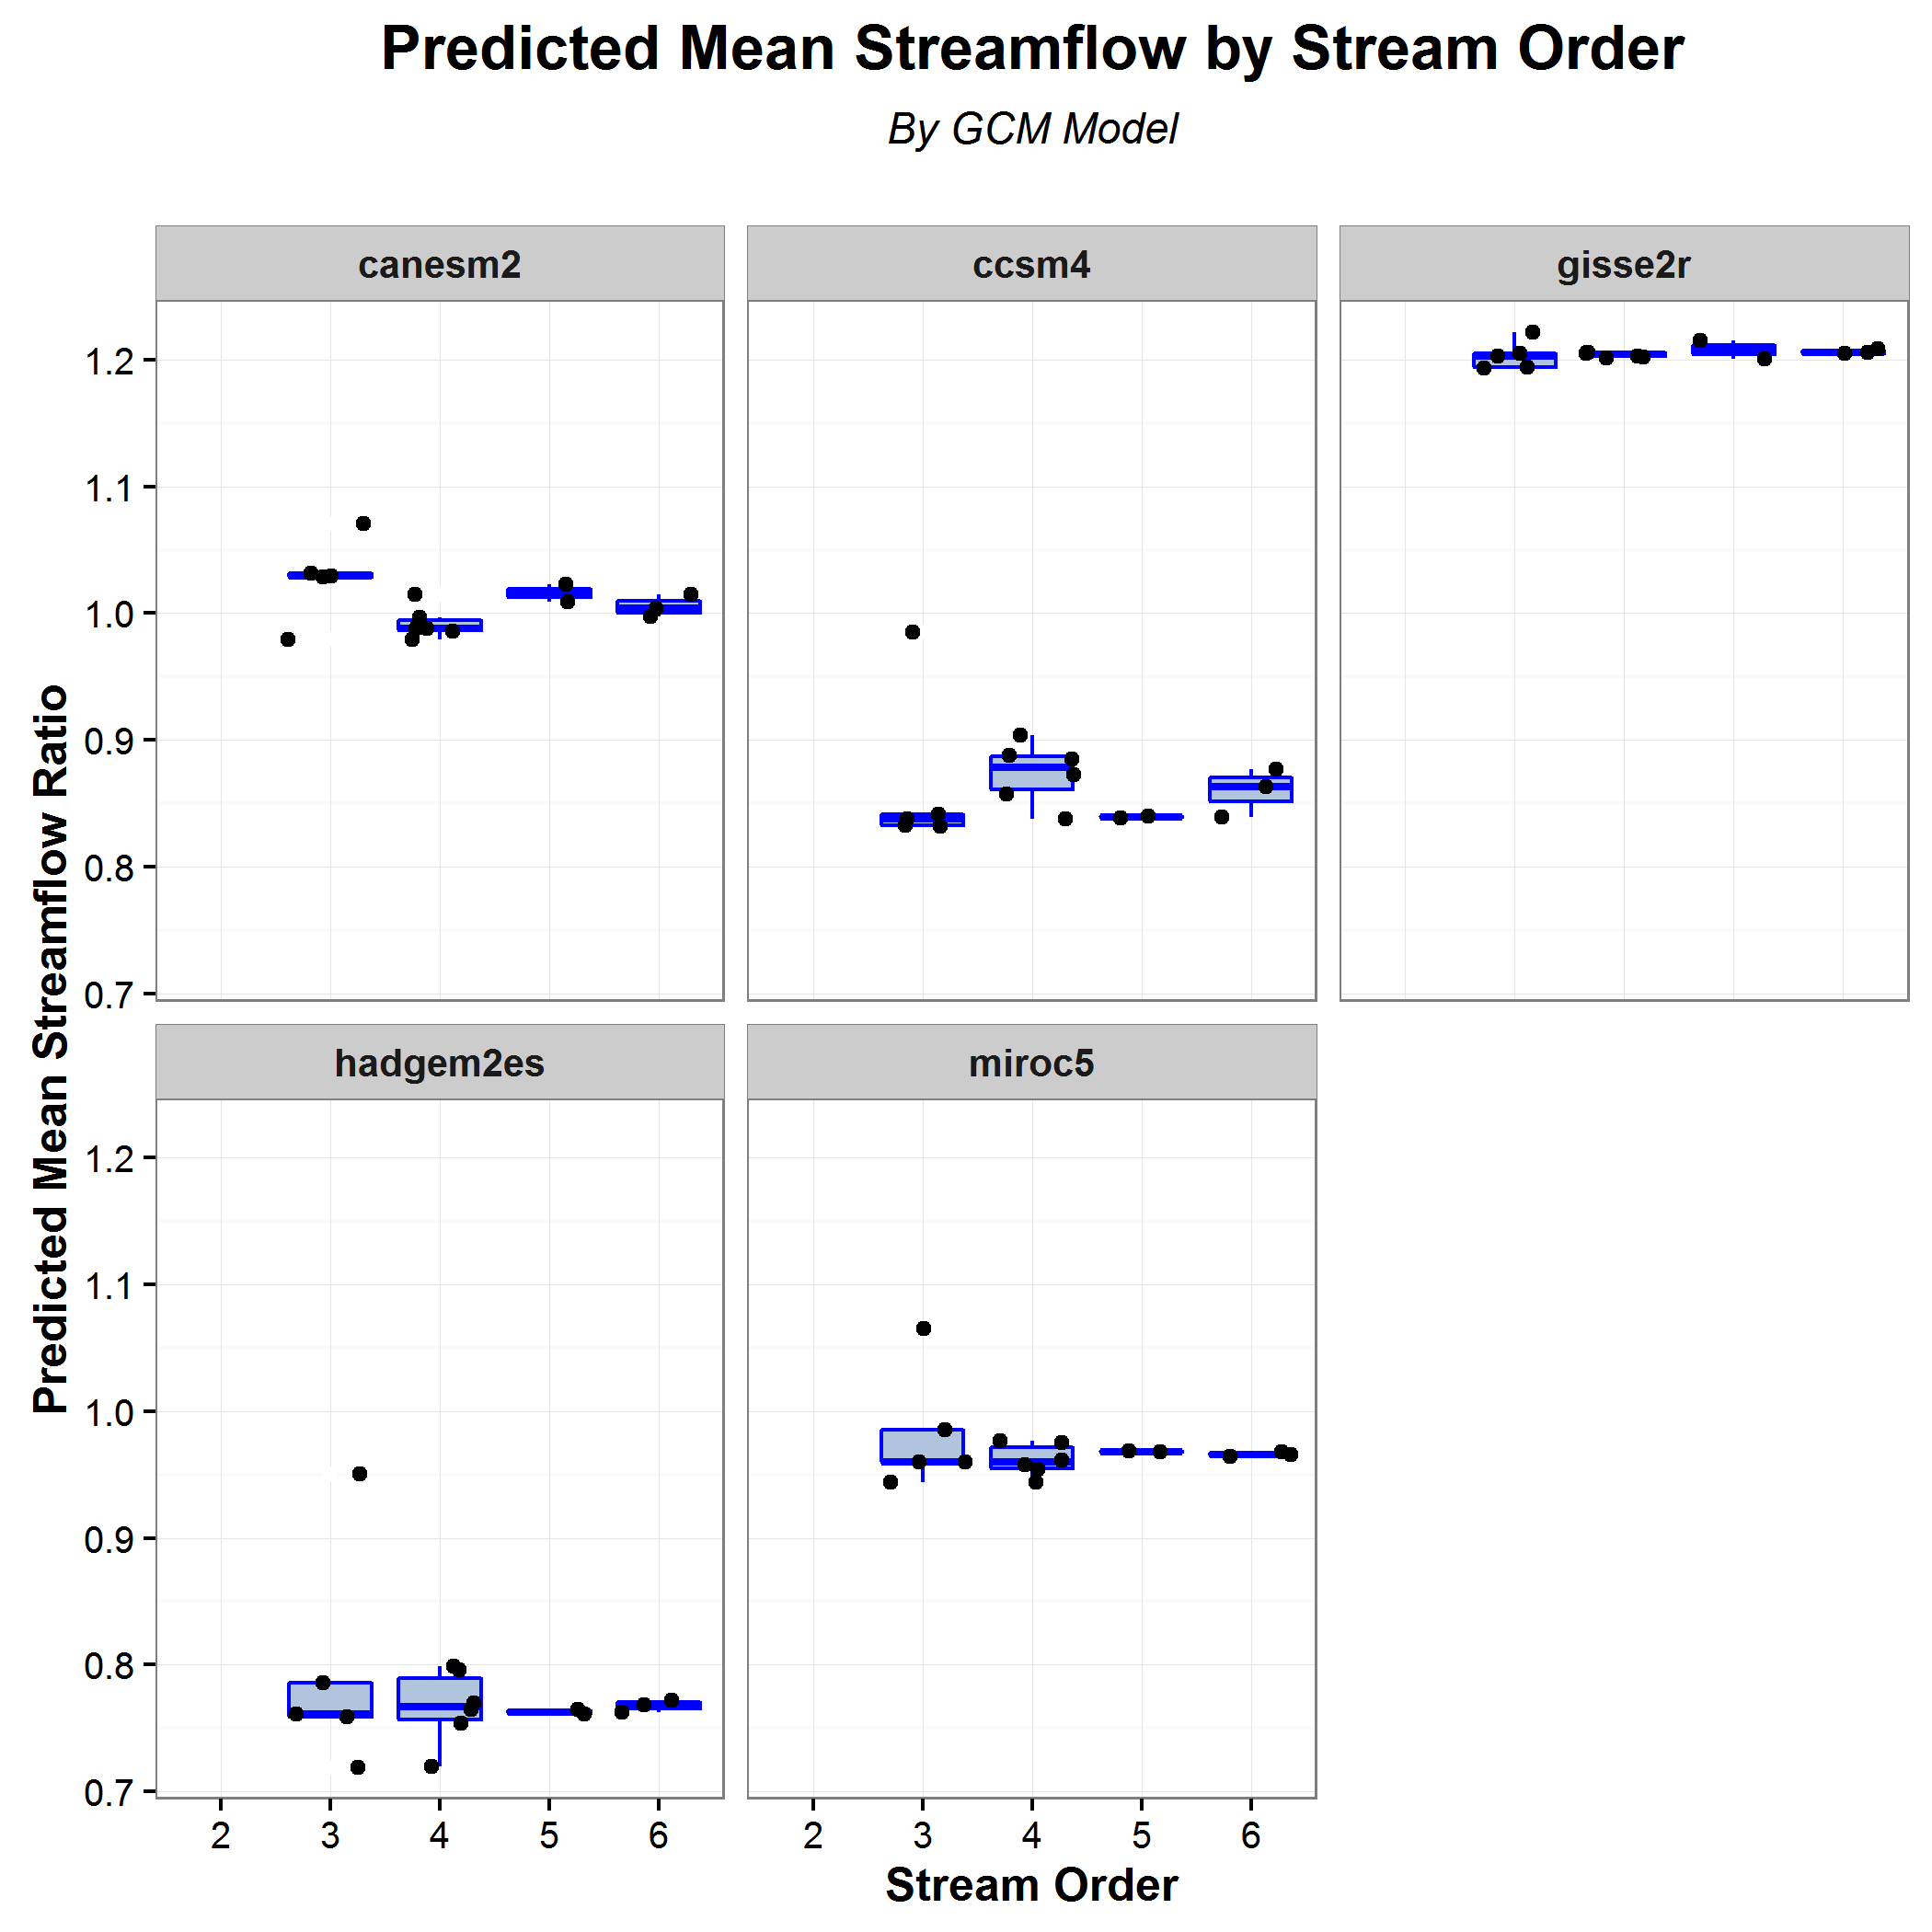 Predicted Mean Streamflow by Stream Order
By GCM Model
canesm2
ccsm4
gisse2r
1.2
1.1
1.0
0.9
0.8
0.7
Predicted Mean Streamflow Ratio
hadgem2es
miroc5
1.2
1.1
1.0
0.9
0.8
0.7
2 3 4 5 6
2 3 4 5 6
Stream Order